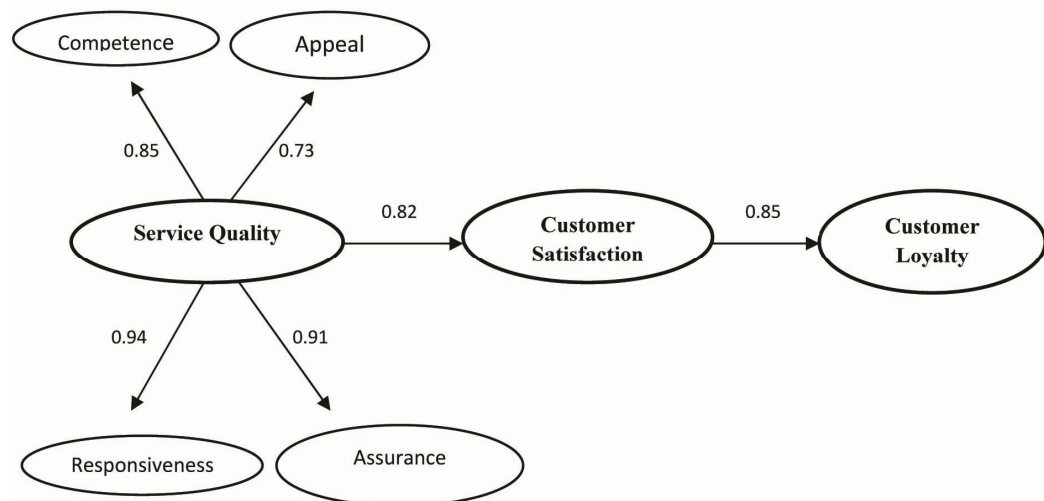 Competence
Appeal
0.85
0.73
Service Quality
0.82
Customer
Satisfaction
0.85
Customer
Loyalty
0.94
0.91
Responsiveness
Assurance